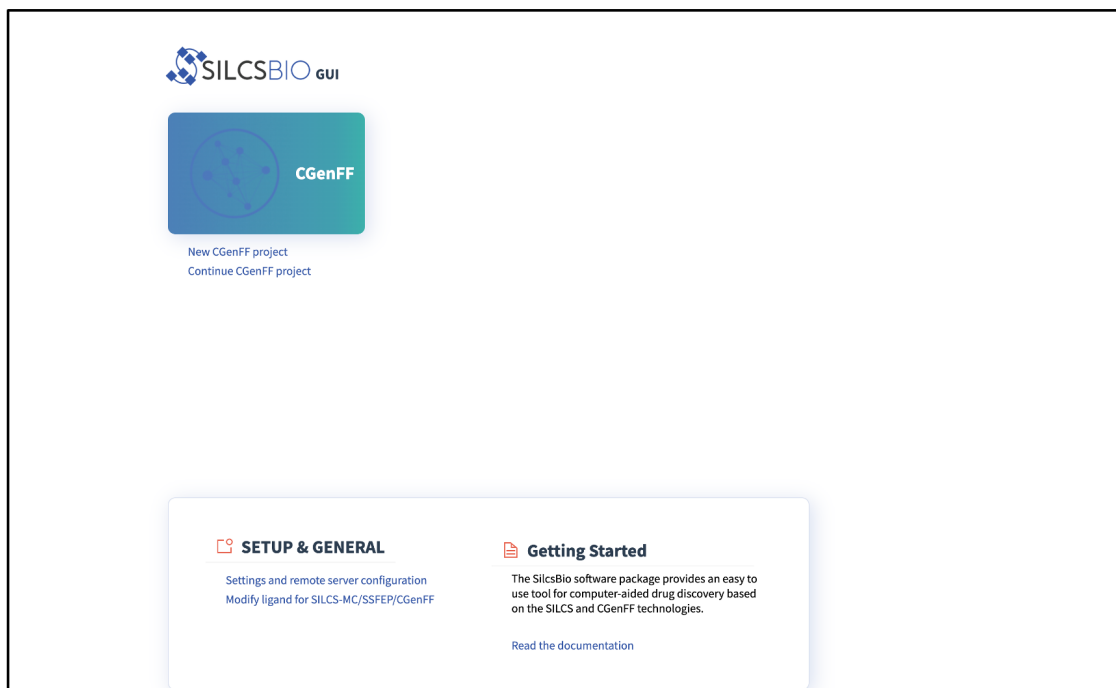 SILCSBIO GUI
CGenFF
New CGenFF project
Continue CGenFF project
SETUP & GENERAL
Settings and remote server configuration
Modify ligand for SILCS-MC/SSFEP/CGenFF
Getting Started
The SilcsBio software package provides an easy to
use tool for computer-aided drug discovery based
on the SILCS and CGenFF technologies.
Read the documentation